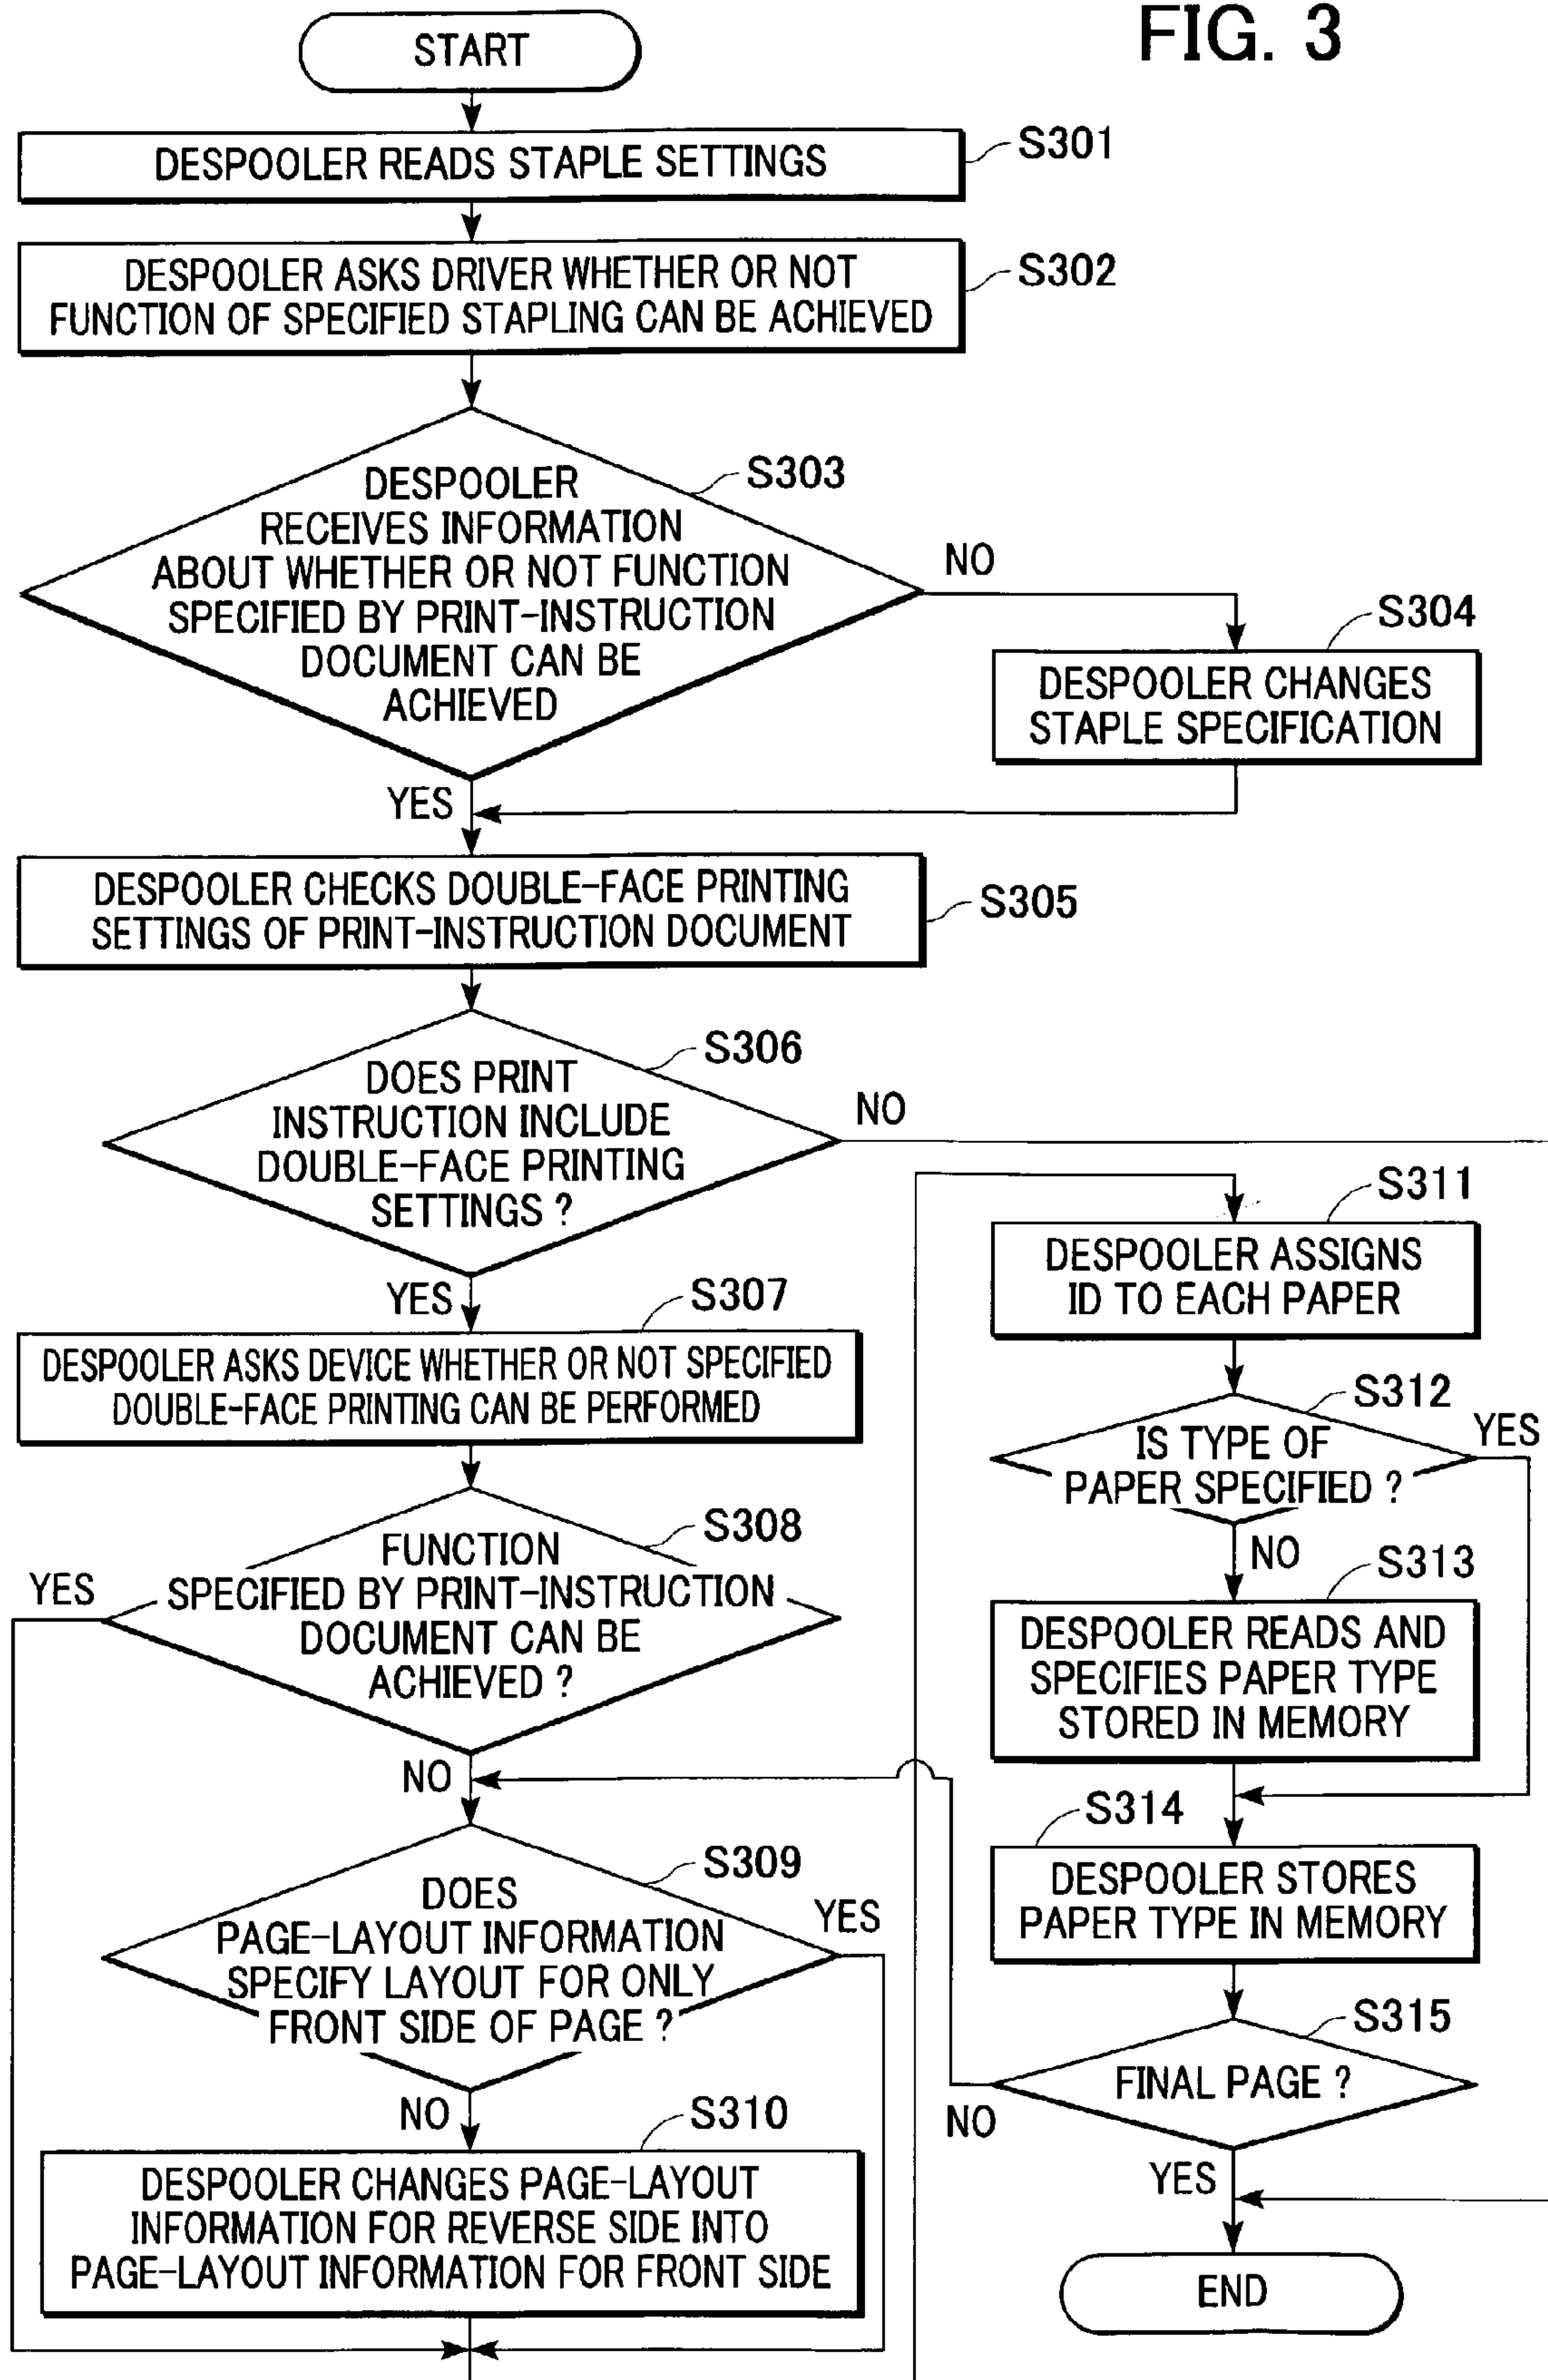 FIG. 3
START
DESPOOLER READS STAPLE SETTINGS
S301
DESPOOLER ASKS DRIVER WHETHER OR NOT
FUNCTION OF SPECIFIED STAPLING CAN BE ACHIEVED
S302
DESPOOLER
RECEIVES INFORMATION
ABOUT WHETHER OR NOT FUNCTION
SPECIFIED BY PRINT-INSTRUCTION
DOCUMENT CAN BE
ACHIEVED
S303
NO
S304
DESPOOLER CHANGES
STAPLE SPECIFICATION
YES
DESPOOLER CHECKS DOUBLE-FACE PRINTING
SETTINGS OF PRINT-INSTRUCTION DOCUMENT
S305
DOES PRINT
INSTRUCTION INCLUDE
DOUBLE-FACE PRINTING
SETTINGS ?
S306
NO
YES
S307
DESPOOLER ASKS DEVICE WHETHER OR NOT SPECIFIED
DOUBLE-FACE PRINTING CAN BE PERFORMED
S308
FUNCTION
SPECIFIED BY PRINT-INSTRUCTION
DOCUMENT CAN BE
ACHIEVED ?
YES
NO
S309
DOES
PAGE-LAYOUT INFORMATION
SPECIFY LAYOUT FOR ONLY
FRONT SIDE OF PAGE ?
YES
NO
S310
DESPOOLER CHANGES PAGE-LAYOUT
INFORMATION FOR REVERSE SIDE INTO
PAGE-LAYOUT INFORMATION FOR FRONT SIDE
S311
DESPOOLER ASSIGNS
ID TO EACH PAPER
S312
IS TYPE OF
PAPER SPECIFIED ?
YES
NO
S313
DESPOOLER READS AND
SPECIFIES PAPER TYPE
STORED IN MEMORY
S314
DESPOOLER STORES
PAPER TYPE IN MEMORY
S315
FINAL PAGE ?
NO
YES
END